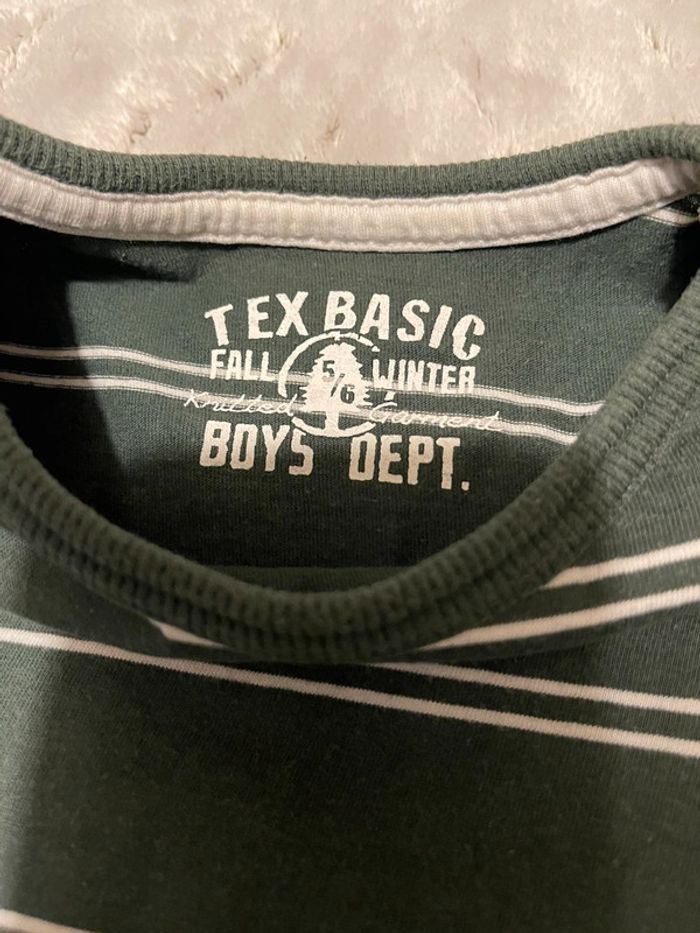 TEX BASIC
FALL 5/6 WINTER
Knitted Garment
BOYS DEPT.